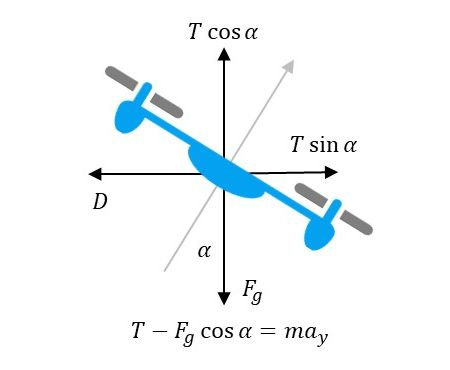 T cos α
T sin α
D
α
F_g
T − F_g cos α = ma_y